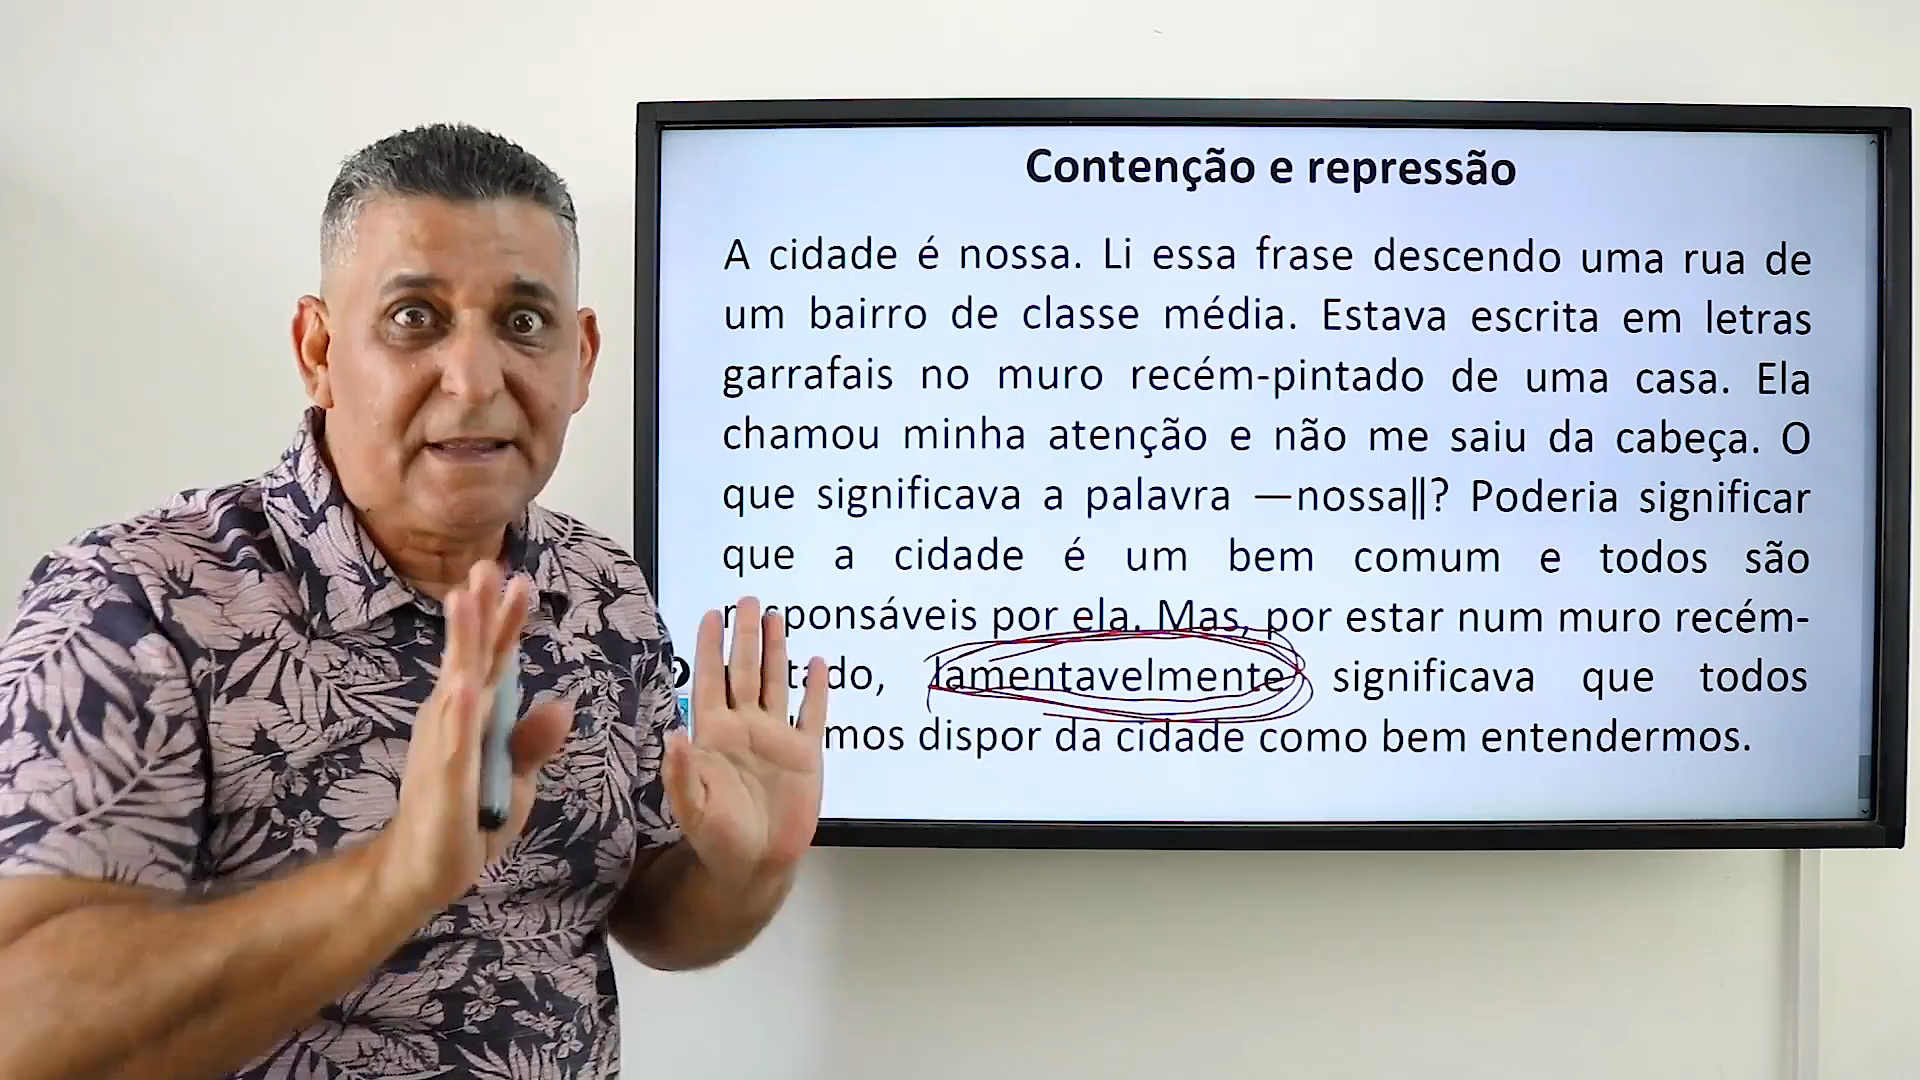 Contenção e repressão
A cidade é nossa. Li essa frase descendo uma rua de
um bairro de classe média. Estava escrita em letras
garrafais no muro recém-pintado de uma casa. Ela
chamou minha atenção e não me saiu da cabeça. O
que significava a palavra —nossa‖? Poderia significar
que a cidade é um bem comum e todos são
responsáveis por ela. Mas, por estar num muro recém-
lamentavelmente significava que todos
dispor da cidade como bem entendermos.